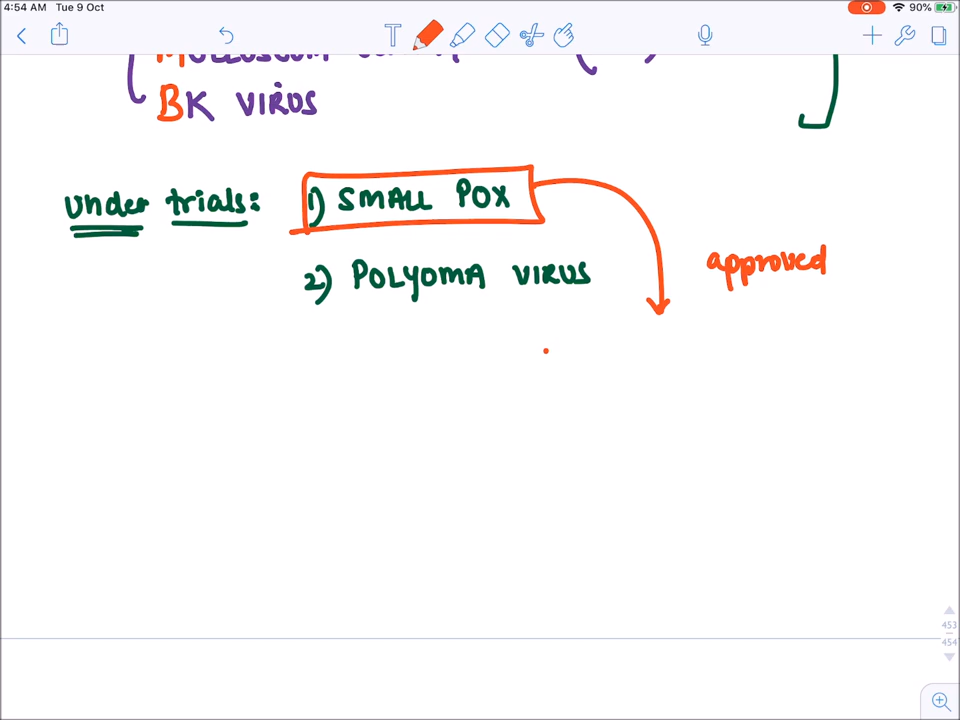 4:54 AM Tue 9 Oct
90%
BK VIRUS
Under trials: 1) SMALL POX
approved
2) POLYOMA VIRUS
453
454